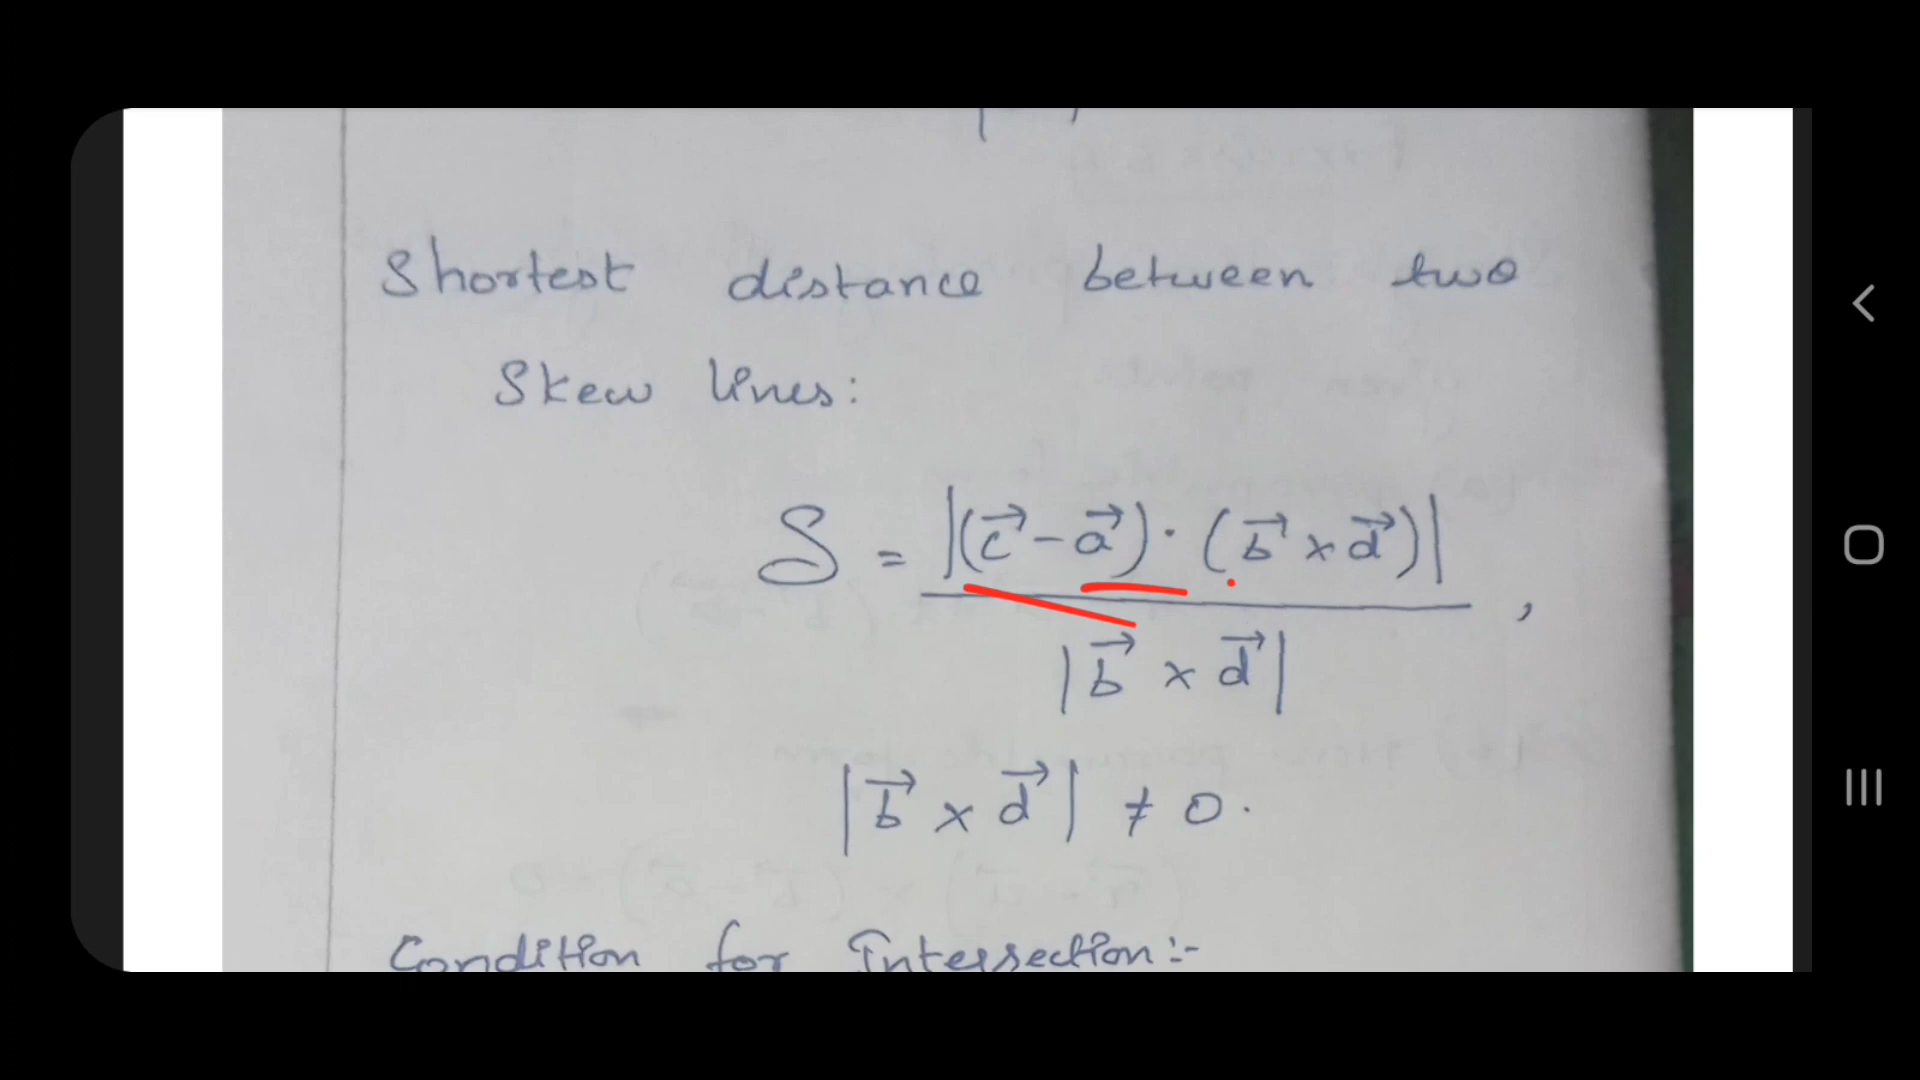 Shortest distance between two
Skew lines:
δ = |(c⃗ - a⃗) · (b⃗ × d⃗)| / |b⃗ × d⃗| ,
|b⃗ × d⃗| ≠ 0.
Condition for Intersection:-